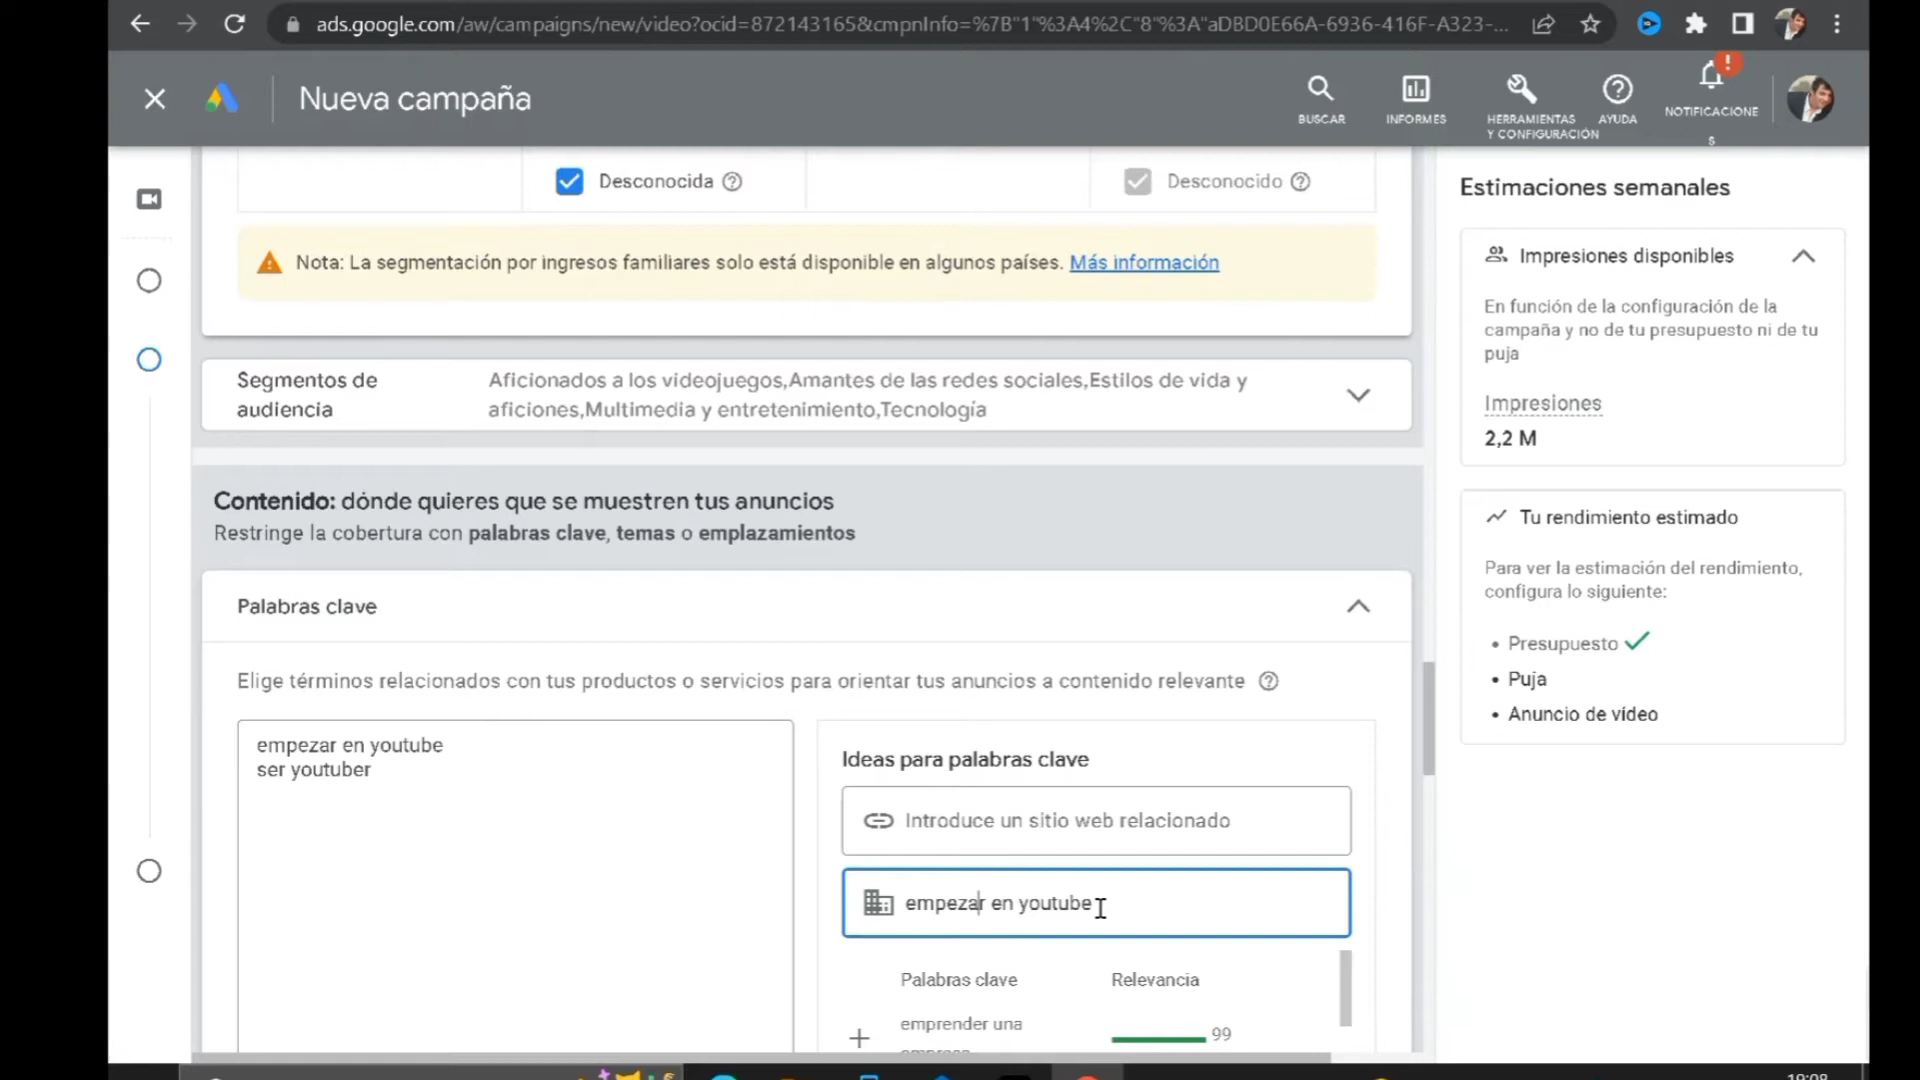 ads.google.com/aw/campaigns/new/video?ocid=872143165&cmpnInfo=%7B"1"%3A4%2C"8"%3A"aDBD0E66A-6936-416F-A323-...
Nueva campaña
BUSCAR
INFORMES
HERRAMIENTAS
Y CONFIGURACIÓN
AYUDA
!
NOTIFICACIONE
S
Desconocida
Desconocido
Nota: La segmentación por ingresos familiares solo está disponible en algunos países. Más información
Segmentos de
audiencia
Aficionados a los videojuegos,Amantes de las redes sociales,Estilos de vida y
aficiones,Multimedia y entretenimiento,Tecnología
Contenido: dónde quieres que se muestren tus anuncios
Restringe la cobertura con palabras clave, temas o emplazamientos
Palabras clave
Elige términos relacionados con tus productos o servicios para orientar tus anuncios a contenido relevante
empezar en youtube
ser youtuber
Ideas para palabras clave
Introduce un sitio web relacionado
empezar en youtube
Palabras clave
Relevancia
emprender una
99
Estimaciones semanales
Impresiones disponibles
En función de la configuración de la
campaña y no de tu presupuesto ni de tu
puja
Impresiones
2,2 M
Tu rendimiento estimado
Para ver la estimación del rendimiento,
configura lo siguiente:
• Presupuesto
• Puja
• Anuncio de vídeo